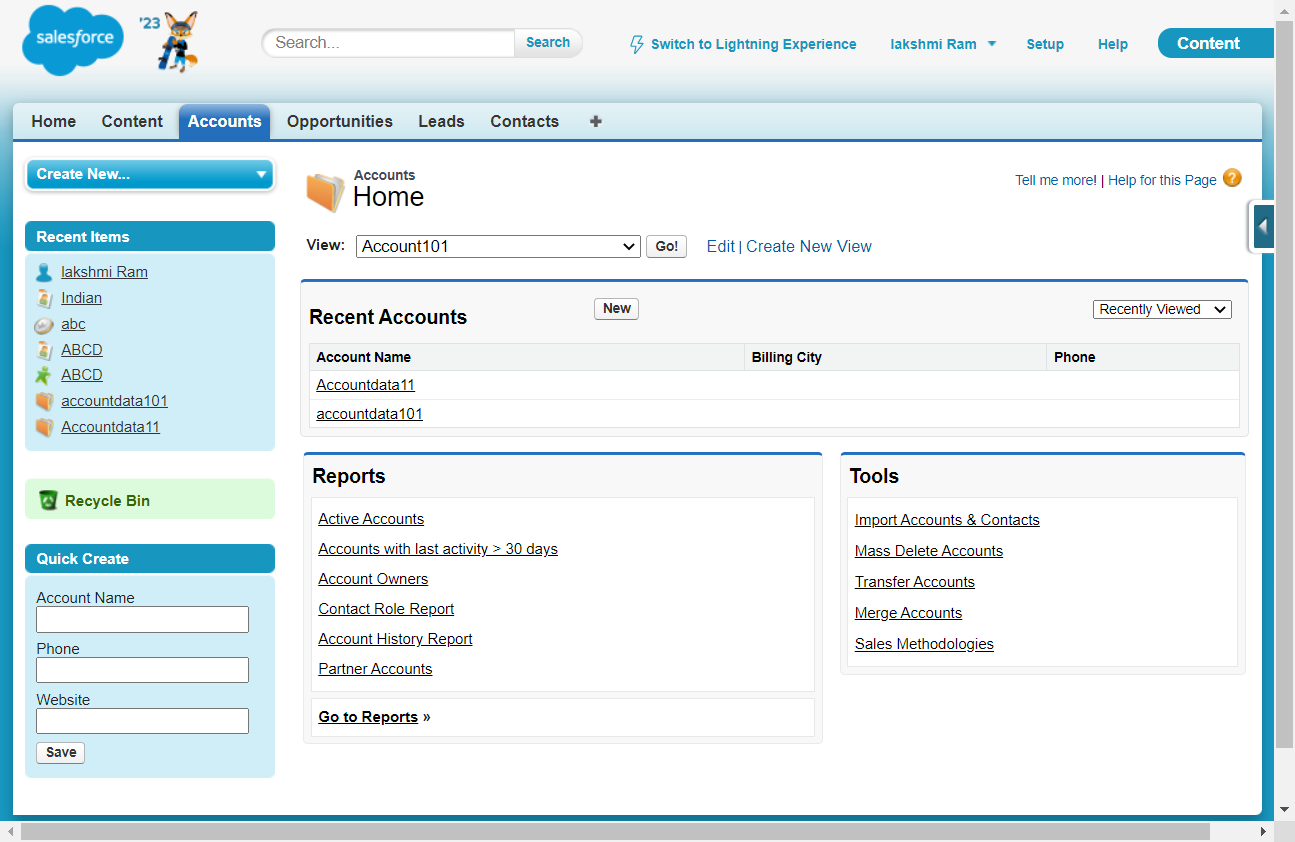 salesforce
'23
Search...
Search
Switch to Lightning Experience
lakshmi Ram
Setup
Help
Content
Home
Content
Accounts
Opportunities
Leads
Contacts
+
Create New...
Recent Items
lakshmi Ram
Indian
abc
ABCD
ABCD
accountdata101
Accountdata11
Recycle Bin
Quick Create
Account Name
Phone
Website
Save
Accounts
Home
Tell me more! | Help for this Page ?
View: Account101 Go! Edit | Create New View
Recent Accounts New Recently Viewed
Account Name Billing City Phone
Accountdata11
accountdata101
Reports
Active Accounts
Accounts with last activity > 30 days
Account Owners
Contact Role Report
Account History Report
Partner Accounts
Go to Reports »
Tools
Import Accounts & Contacts
Mass Delete Accounts
Transfer Accounts
Merge Accounts
Sales Methodologies